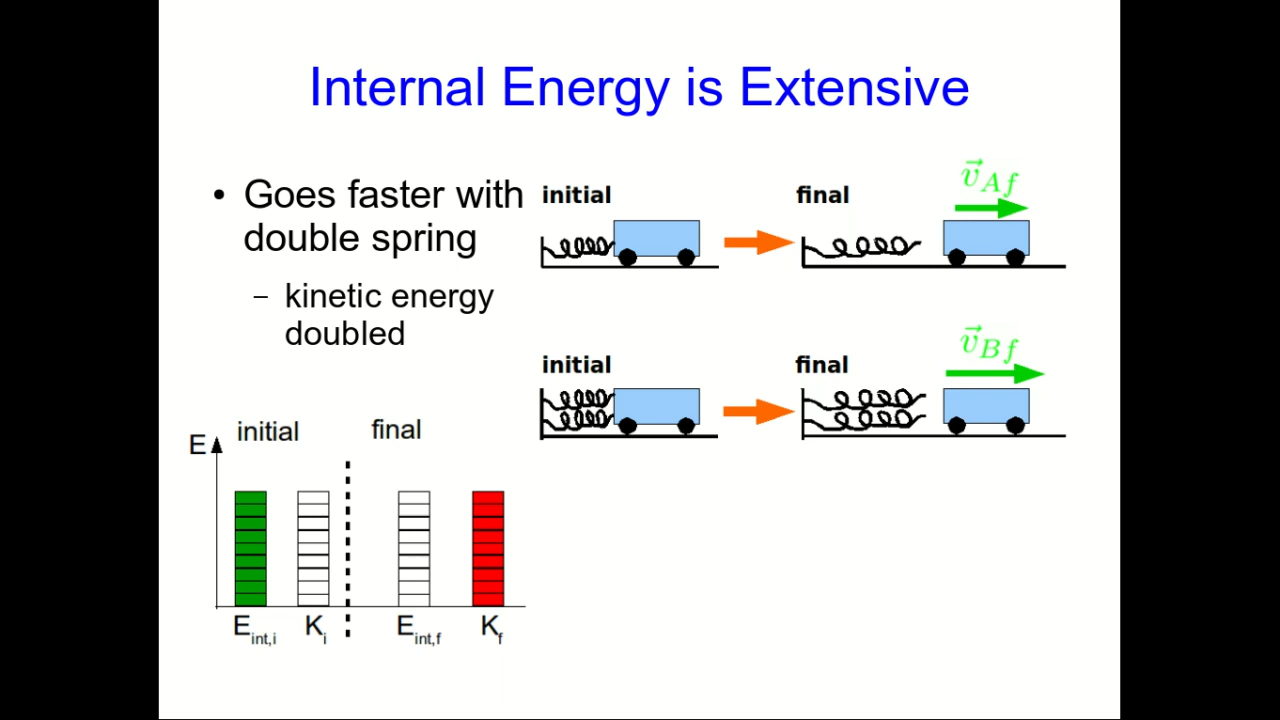 Internal Energy is Extensive
• Goes faster with
double spring
– kinetic energy
doubled
initial
final
v⃗Af
initial
final
v⃗Bf
initial
final
E
Eint,i
Ki
Eint,f
Kf